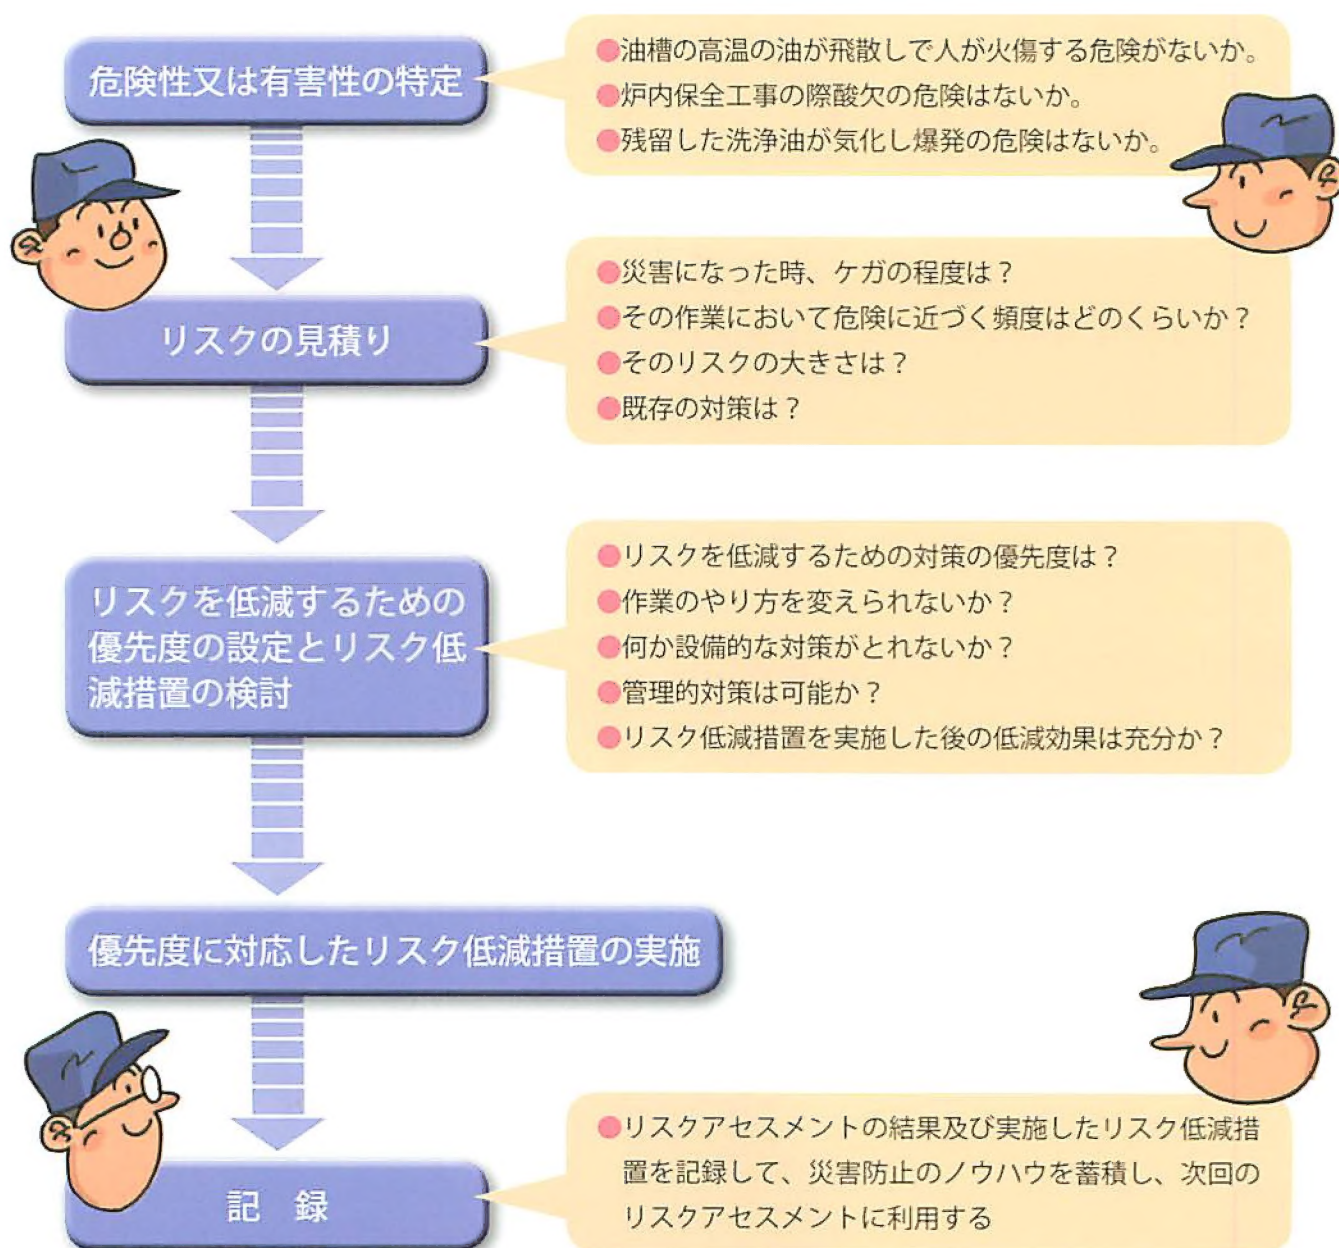 危険性又は有害性の特定
●油槽の高温の油が飛散しで人が火傷する危険がないか。
●炉内保全工事の際酸欠の危険はないか。
●残留した洗浄油が気化し爆発の危険はないか。
リスクの見積り
●災害になった時、ケガの程度は？
●その作業において危険に近づく頻度はどのくらいか？
●そのリスクの大きさは？
●既存の対策は？
リスクを低減するための
優先度の設定とリスク低
減措置の検討
●リスクを低減するための対策の優先度は？
●作業のやり方を変えられないか？
●何か設備的な対策がとれないか？
●管理的対策は可能か？
●リスク低減措置を実施した後の低減効果は充分か？
優先度に対応したリスク低減措置の実施
記　録
●リスクアセスメントの結果及び実施したリスク低減措
置を記録して、災害防止のノウハウを蓄積し、次回の
リスクアセスメントに利用する